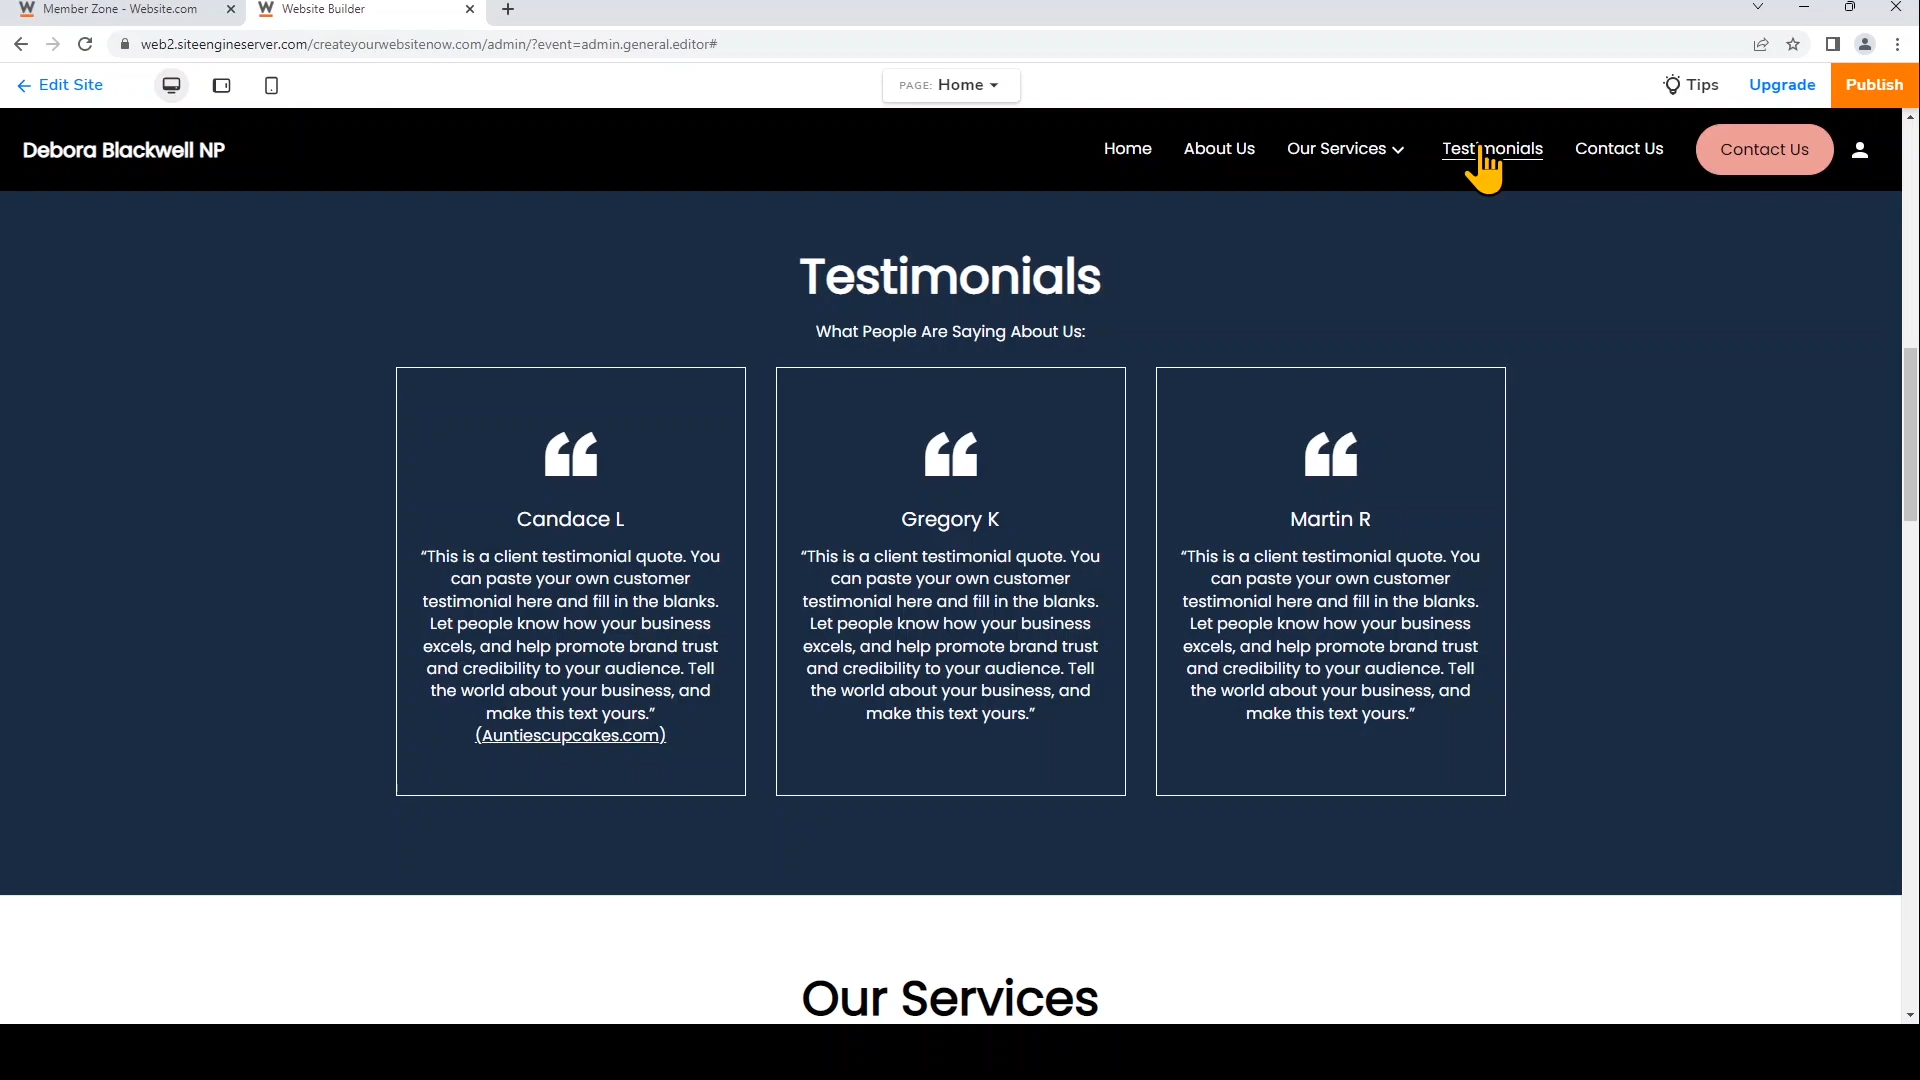 Member Zone - Website.com
Website Builder
web2.siteengineserver.com/createyourwebsitenow.com/admin/?event=admin.general.editor#
Edit Site
PAGE: Home
Tips
Upgrade
Publish
Debora Blackwell NP
Home
About Us
Our Services
Testimonials
Contact Us
Contact Us
Testimonials
What People Are Saying About Us:
Candace L
“This is a client testimonial quote. You
can paste your own customer
testimonial here and fill in the blanks.
Let people know how your business
excels, and help promote brand trust
and credibility to your audience. Tell
the world about your business, and
make this text yours.”
(Auntiescupcakes.com)
Gregory K
“This is a client testimonial quote. You
can paste your own customer
testimonial here and fill in the blanks.
Let people know how your business
excels, and help promote brand trust
and credibility to your audience. Tell
the world about your business, and
make this text yours.”
Martin R
“This is a client testimonial quote. You
can paste your own customer
testimonial here and fill in the blanks.
Let people know how your business
excels, and help promote brand trust
and credibility to your audience. Tell
the world about your business, and
make this text yours.”
Our Services